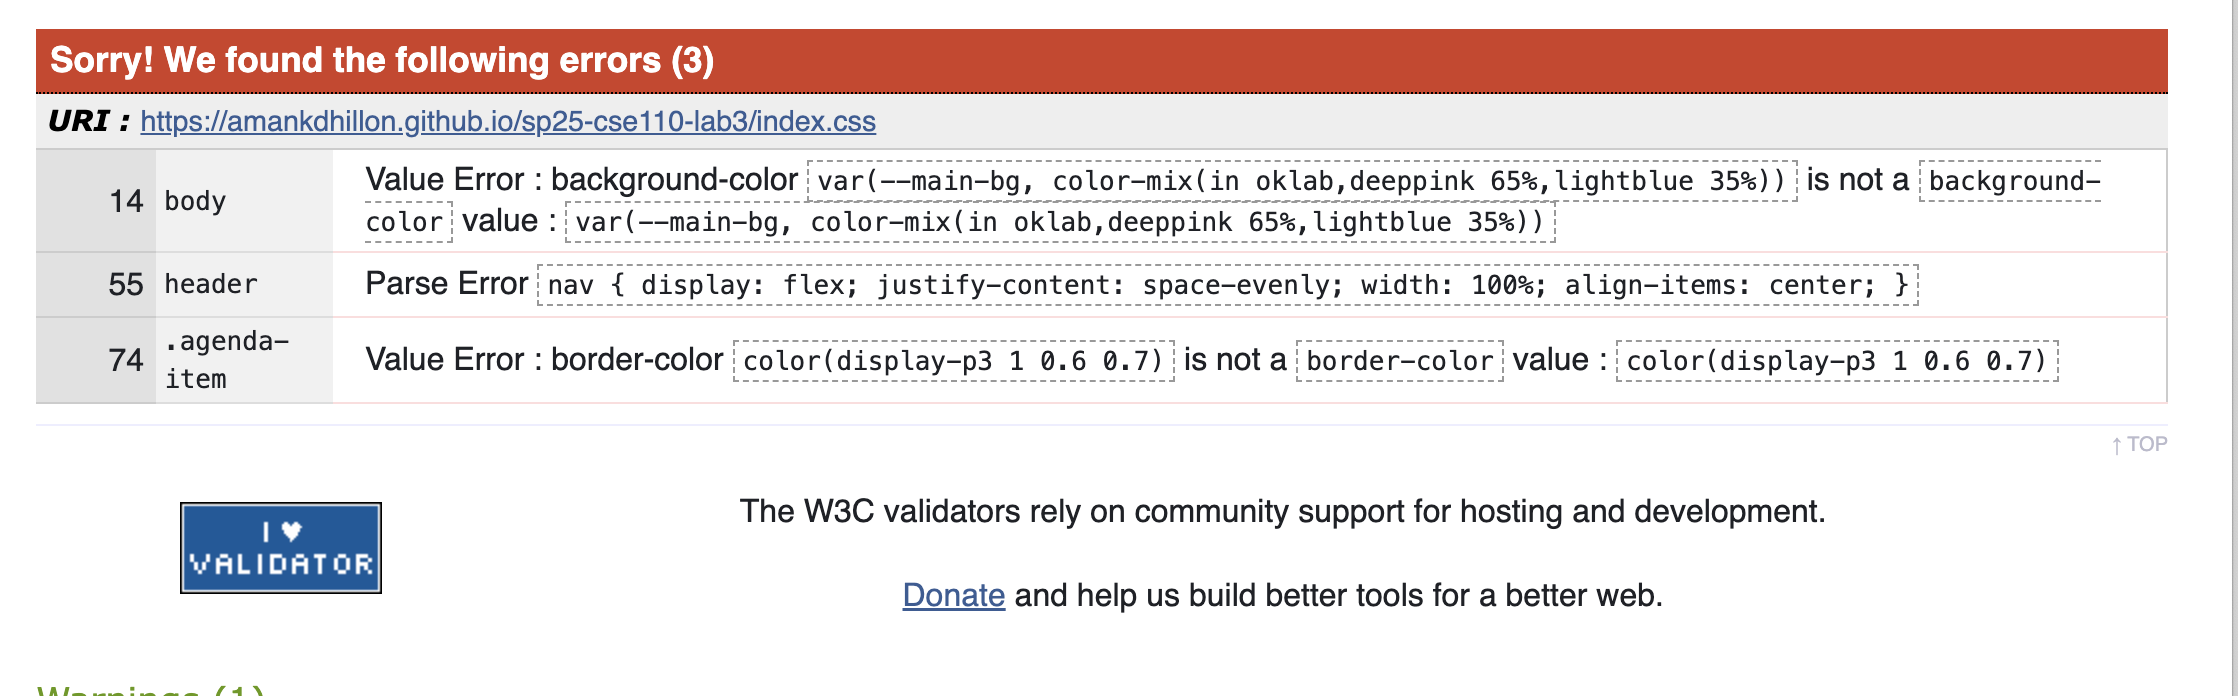 Sorry! We found the following errors (3)
URI : https://amankdhillon.github.io/sp25-cse110-lab3/index.css
14 body Value Error : background-color var(--main-bg, color-mix(in oklab,deeppink 65%,lightblue 35%)) is not a background-
color value : var(--main-bg, color-mix(in oklab,deeppink 65%,lightblue 35%))
55 header Parse Error nav { display: flex; justify-content: space-evenly; width: 100%; align-items: center; }
74 .agenda-
item Value Error : border-color color(display-p3 1 0.6 0.7) is not a border-color value : color(display-p3 1 0.6 0.7)
↑ TOP
I ♥
VALIDATOR
The W3C validators rely on community support for hosting and development.
Donate and help us build better tools for a better web.
Warnings (1)